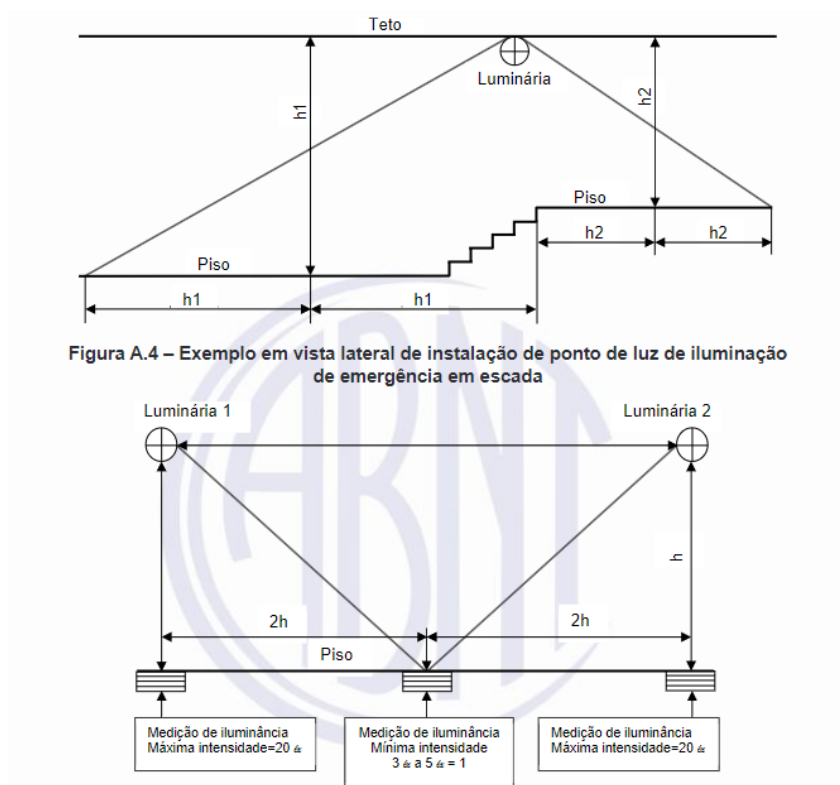 Teto
Luminária
h1
h2
Piso
h2
h2
Piso
h1
h1
Figura A.4 – Exemplo em vista lateral de instalação de ponto de luz de iluminação
de emergência em escada
Luminária 1
Luminária 2
ABNT
h
2h
2h
Piso
Medição de iluminância
Máxima intensidade=20
Medição de iluminância
Mínima intensidade
3 a 5 = 1
Medição de iluminância
Máxima intensidade=20